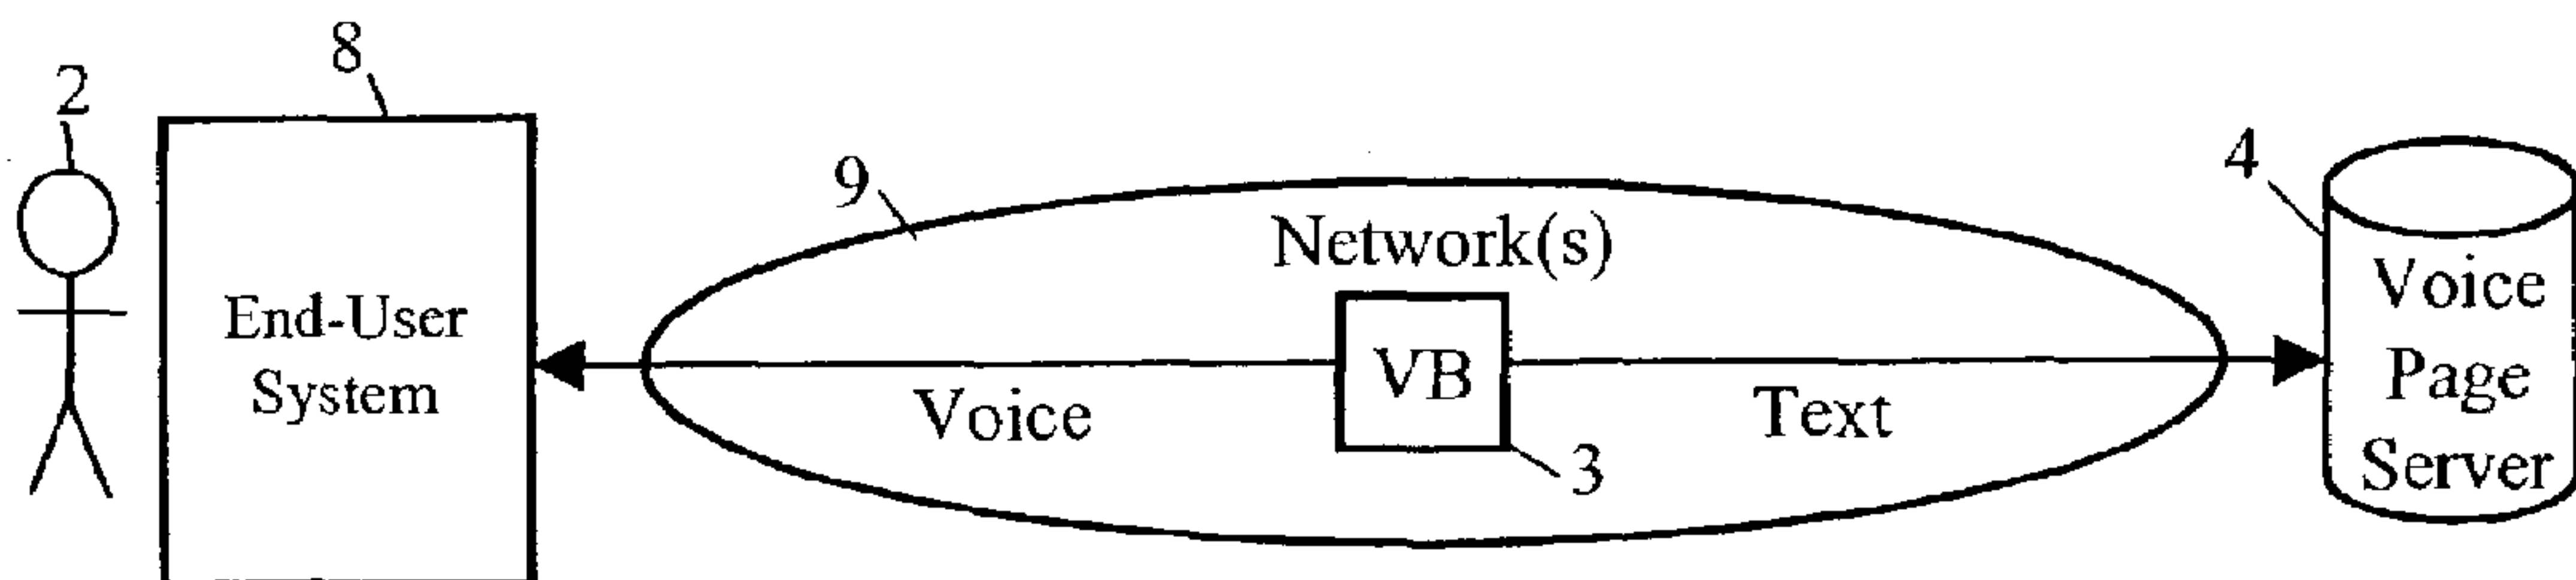 2
8
End-User
System
9
Network(s)
Voice
VB
3
Text
4
Voice
Page
Server